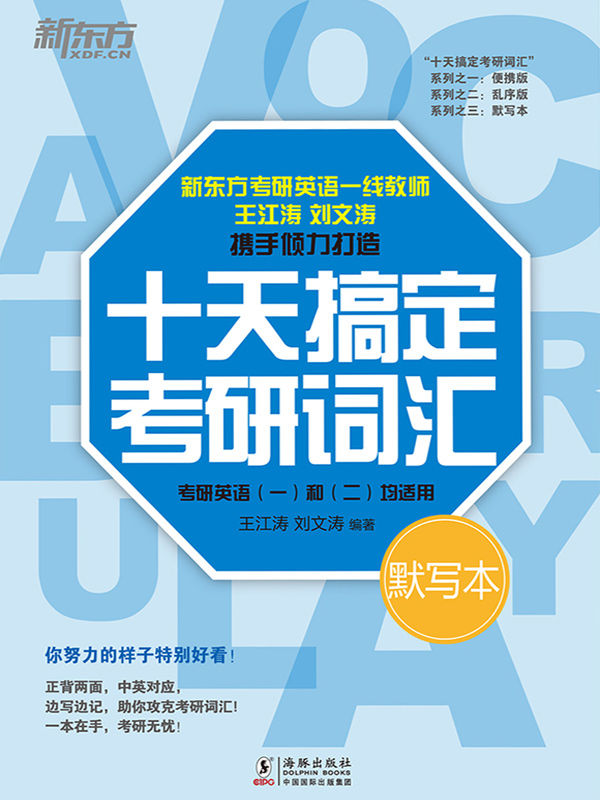 新东方
XDF.CN
“十天搞定考研词汇”
系列之一：便携版
系列之二：乱序版
系列之三：默写本
VOC
A
B
E
R
U
L
A
Y
新东方考研英语一线教师
王江涛 刘文涛
携手倾力打造
十天搞定
考研词汇
考研英语（一）和（二）均适用
王江涛 刘文涛 编著
默写本
你努力的样子特别好看！
正背两面，中英对应，
边写边记，助你攻克考研词汇！
一本在手，考研无忧！
海豚出版社
DOLPHIN BOOKS
CIPG
中国国际出版集团